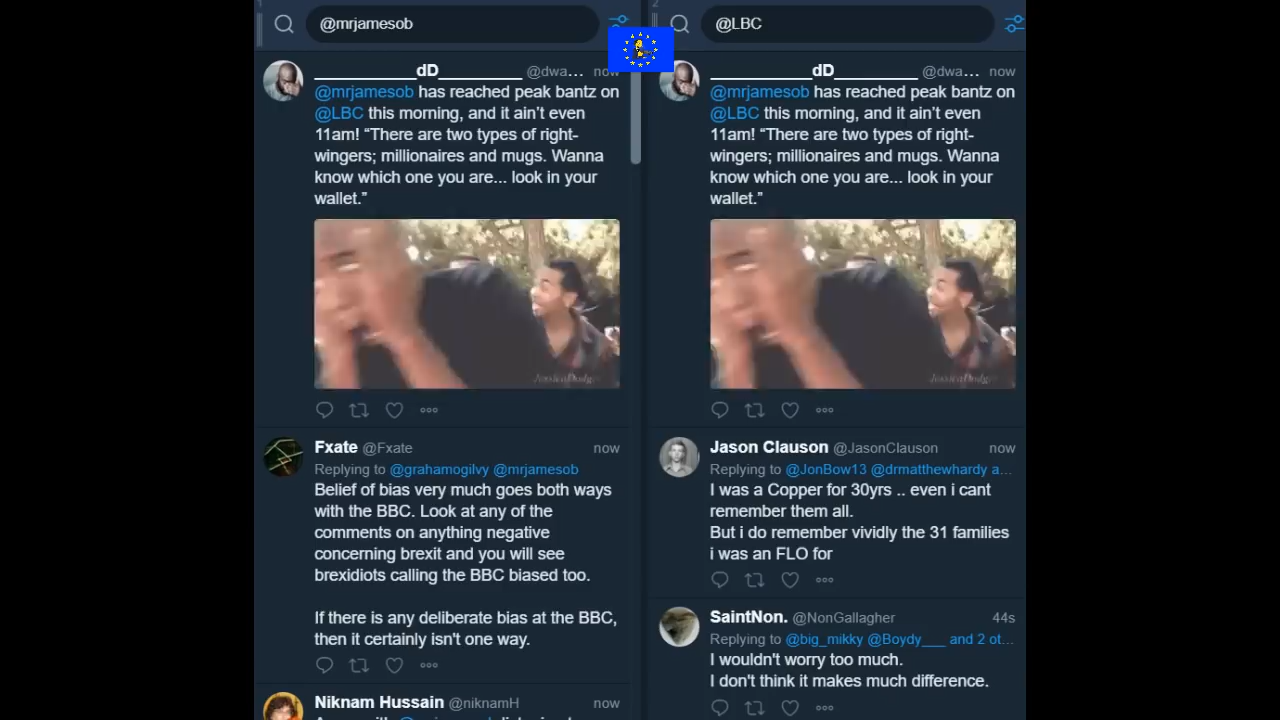 1
@mrjamesob
__________dD________ @dwa... now
@mrjamesob has reached peak bantz on
@LBC this morning, and it ain’t even
11am! “There are two types of right-
wingers; millionaires and mugs. Wanna
know which one you are... look in your
wallet.”
JessicaDodge
Fxate @Fxate now
Replying to @grahamogilvy @mrjamesob
Belief of bias very much goes both ways
with the BBC. Look at any of the
comments on anything negative
concerning brexit and you will see
brexidiots calling the BBC biased too.
If there is any deliberate bias at the BBC,
then it certainly isn't one way.
Niknam Hussain @niknamH now
2
@LBC
__________dD________ @dwa... now
@mrjamesob has reached peak bantz on
@LBC this morning, and it ain’t even
11am! “There are two types of right-
wingers; millionaires and mugs. Wanna
know which one you are... look in your
wallet.”
JessicaDodge
Jason Clauson @JasonClauson now
Replying to @JonBow13 @drmatthewhardy a...
I was a Copper for 30yrs .. even i cant
remember them all.
But i do remember vividly the 31 families
i was an FLO for
SaintNon. @NonGallagher 44s
Replying to @big_mikky @Boydy___ and 2 ot...
I wouldn't worry too much.
I don't think it makes much difference.